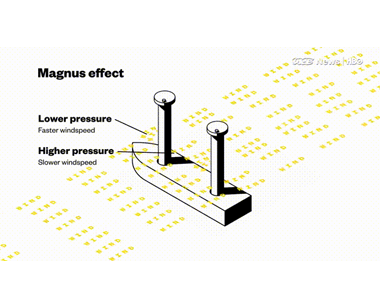 Magnus effect
Lower pressure
Faster windspeed
Higher pressure
Slower windspeed